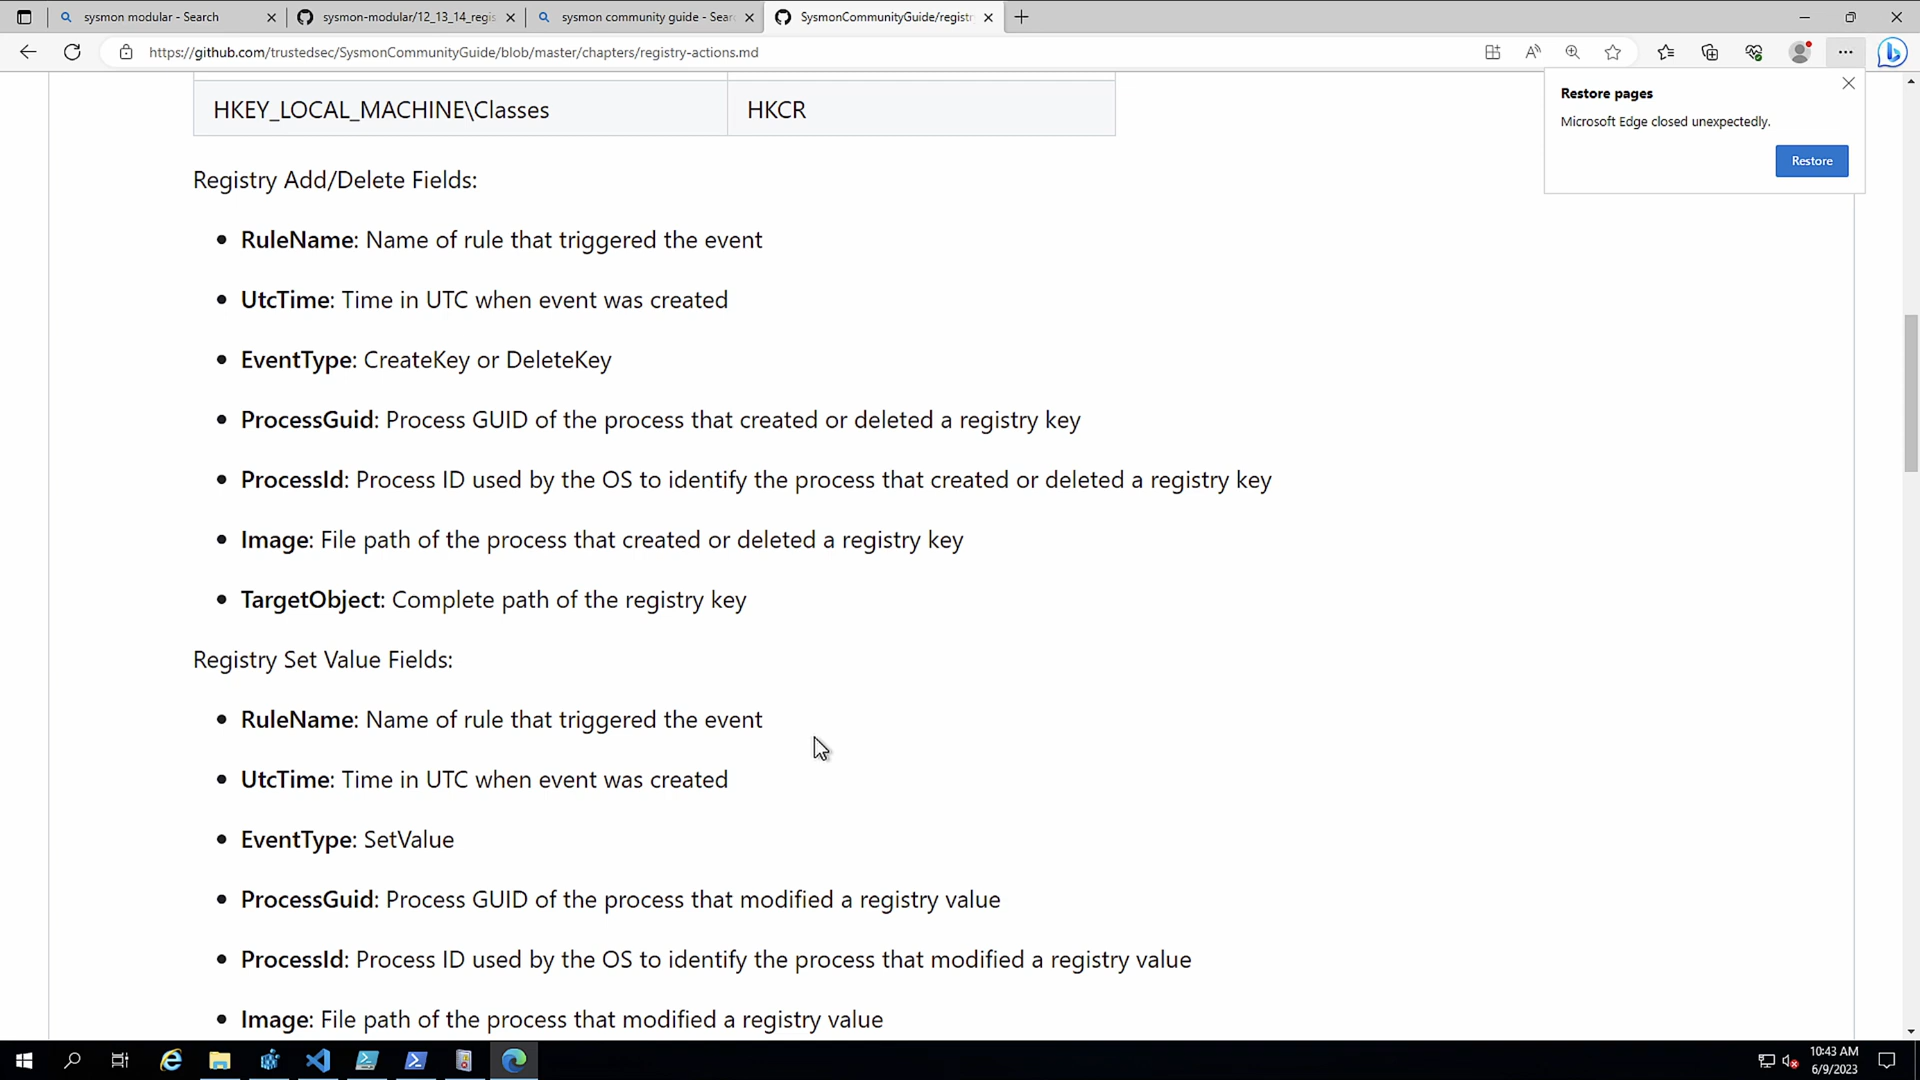 sysmon modular - Search
sysmon-modular/12_13_14_regis
sysmon community guide - Sear
SysmonCommunityGuide/registr
https://github.com/trustedsec/SysmonCommunityGuide/blob/master/chapters/registry-actions.md
Restore pages
Microsoft Edge closed unexpectedly.
Restore
HKEY_LOCAL_MACHINE\Classes HKCR
Registry Add/Delete Fields:
• RuleName: Name of rule that triggered the event
• UtcTime: Time in UTC when event was created
• EventType: CreateKey or DeleteKey
• ProcessGuid: Process GUID of the process that created or deleted a registry key
• ProcessId: Process ID used by the OS to identify the process that created or deleted a registry key
• Image: File path of the process that created or deleted a registry key
• TargetObject: Complete path of the registry key
Registry Set Value Fields:
• RuleName: Name of rule that triggered the event
• UtcTime: Time in UTC when event was created
• EventType: SetValue
• ProcessGuid: Process GUID of the process that modified a registry value
• ProcessId: Process ID used by the OS to identify the process that modified a registry value
• Image: File path of the process that modified a registry value
10:43 AM
6/9/2023